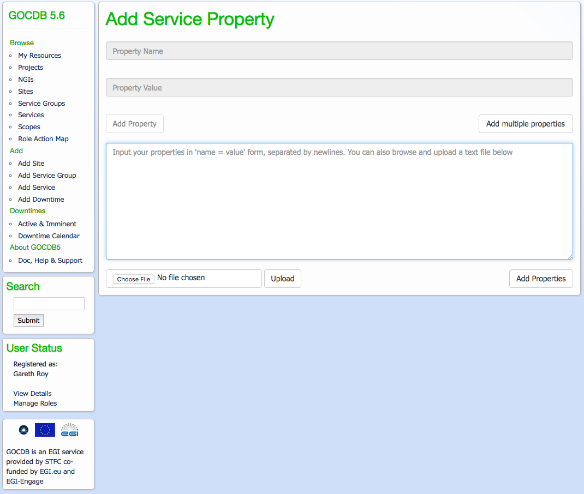 GOCDB 5.6
Browse
My Resources
Projects
NGIs
Sites
Service Groups
Services
Scopes
Role Action Map
Add
Add Site
Add Service Group
Add Service
Add Downtime
Downtimes
Active & Imminent
Downtime Calendar
About GOCDB5
Doc, Help & Support
Search
Submit
User Status
Registered as:
Gareth Roy
View Details
Manage Roles
GOCDB is an EGI service
provided by STFC co-
funded by EGI.eu and
EGI-Engage
Add Service Property
Property Name
Property Value
Add Property
Add multiple properties
Input your properties in 'name = value' form, separated by newlines. You can also browse and upload a text file below
Choose File No file chosen
Upload
Add Properties